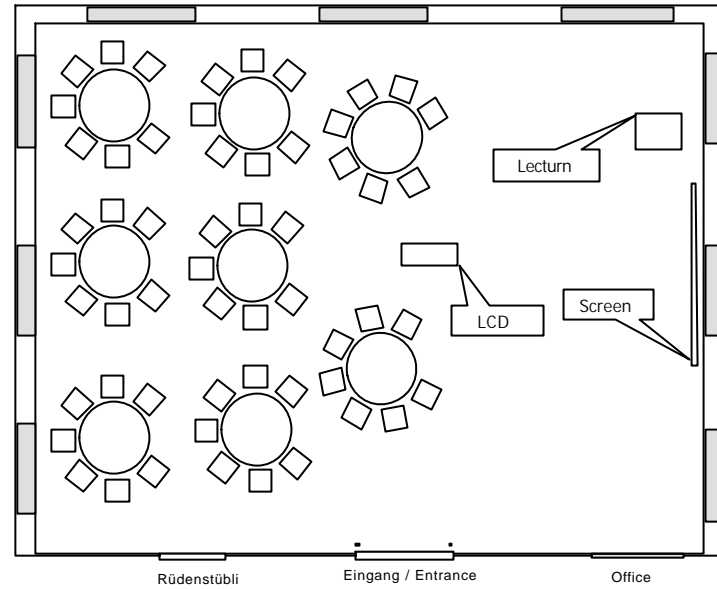 Lecturn
LCD
Screen
Rüdenstübli
Eingang / Entrance
Office